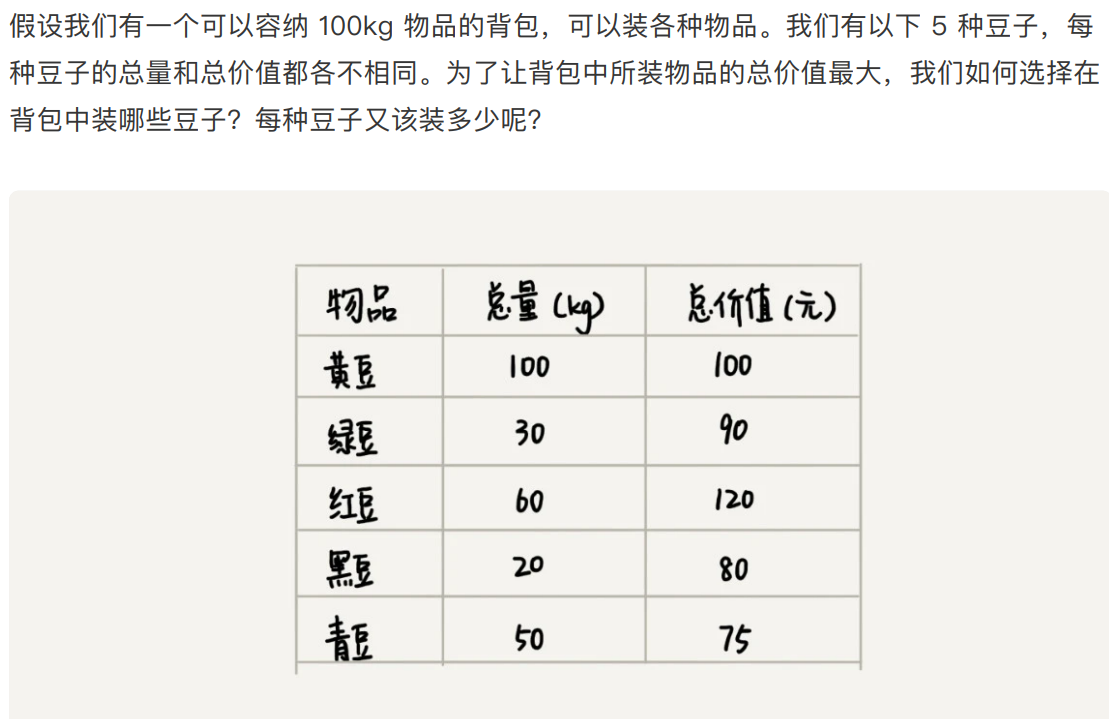 假设我们有一个可以容纳 100kg 物品的背包，可以装各种物品。我们有以下 5 种豆子，每
种豆子的总量和总价值都各不相同。为了让背包中所装物品的总价值最大，我们如何选择在
背包中装哪些豆子？每种豆子又该装多少呢？
物品 总量(kg) 总价值(元)
黄豆 100 100
绿豆 30 90
红豆 60 120
黑豆 20 80
青豆 50 75